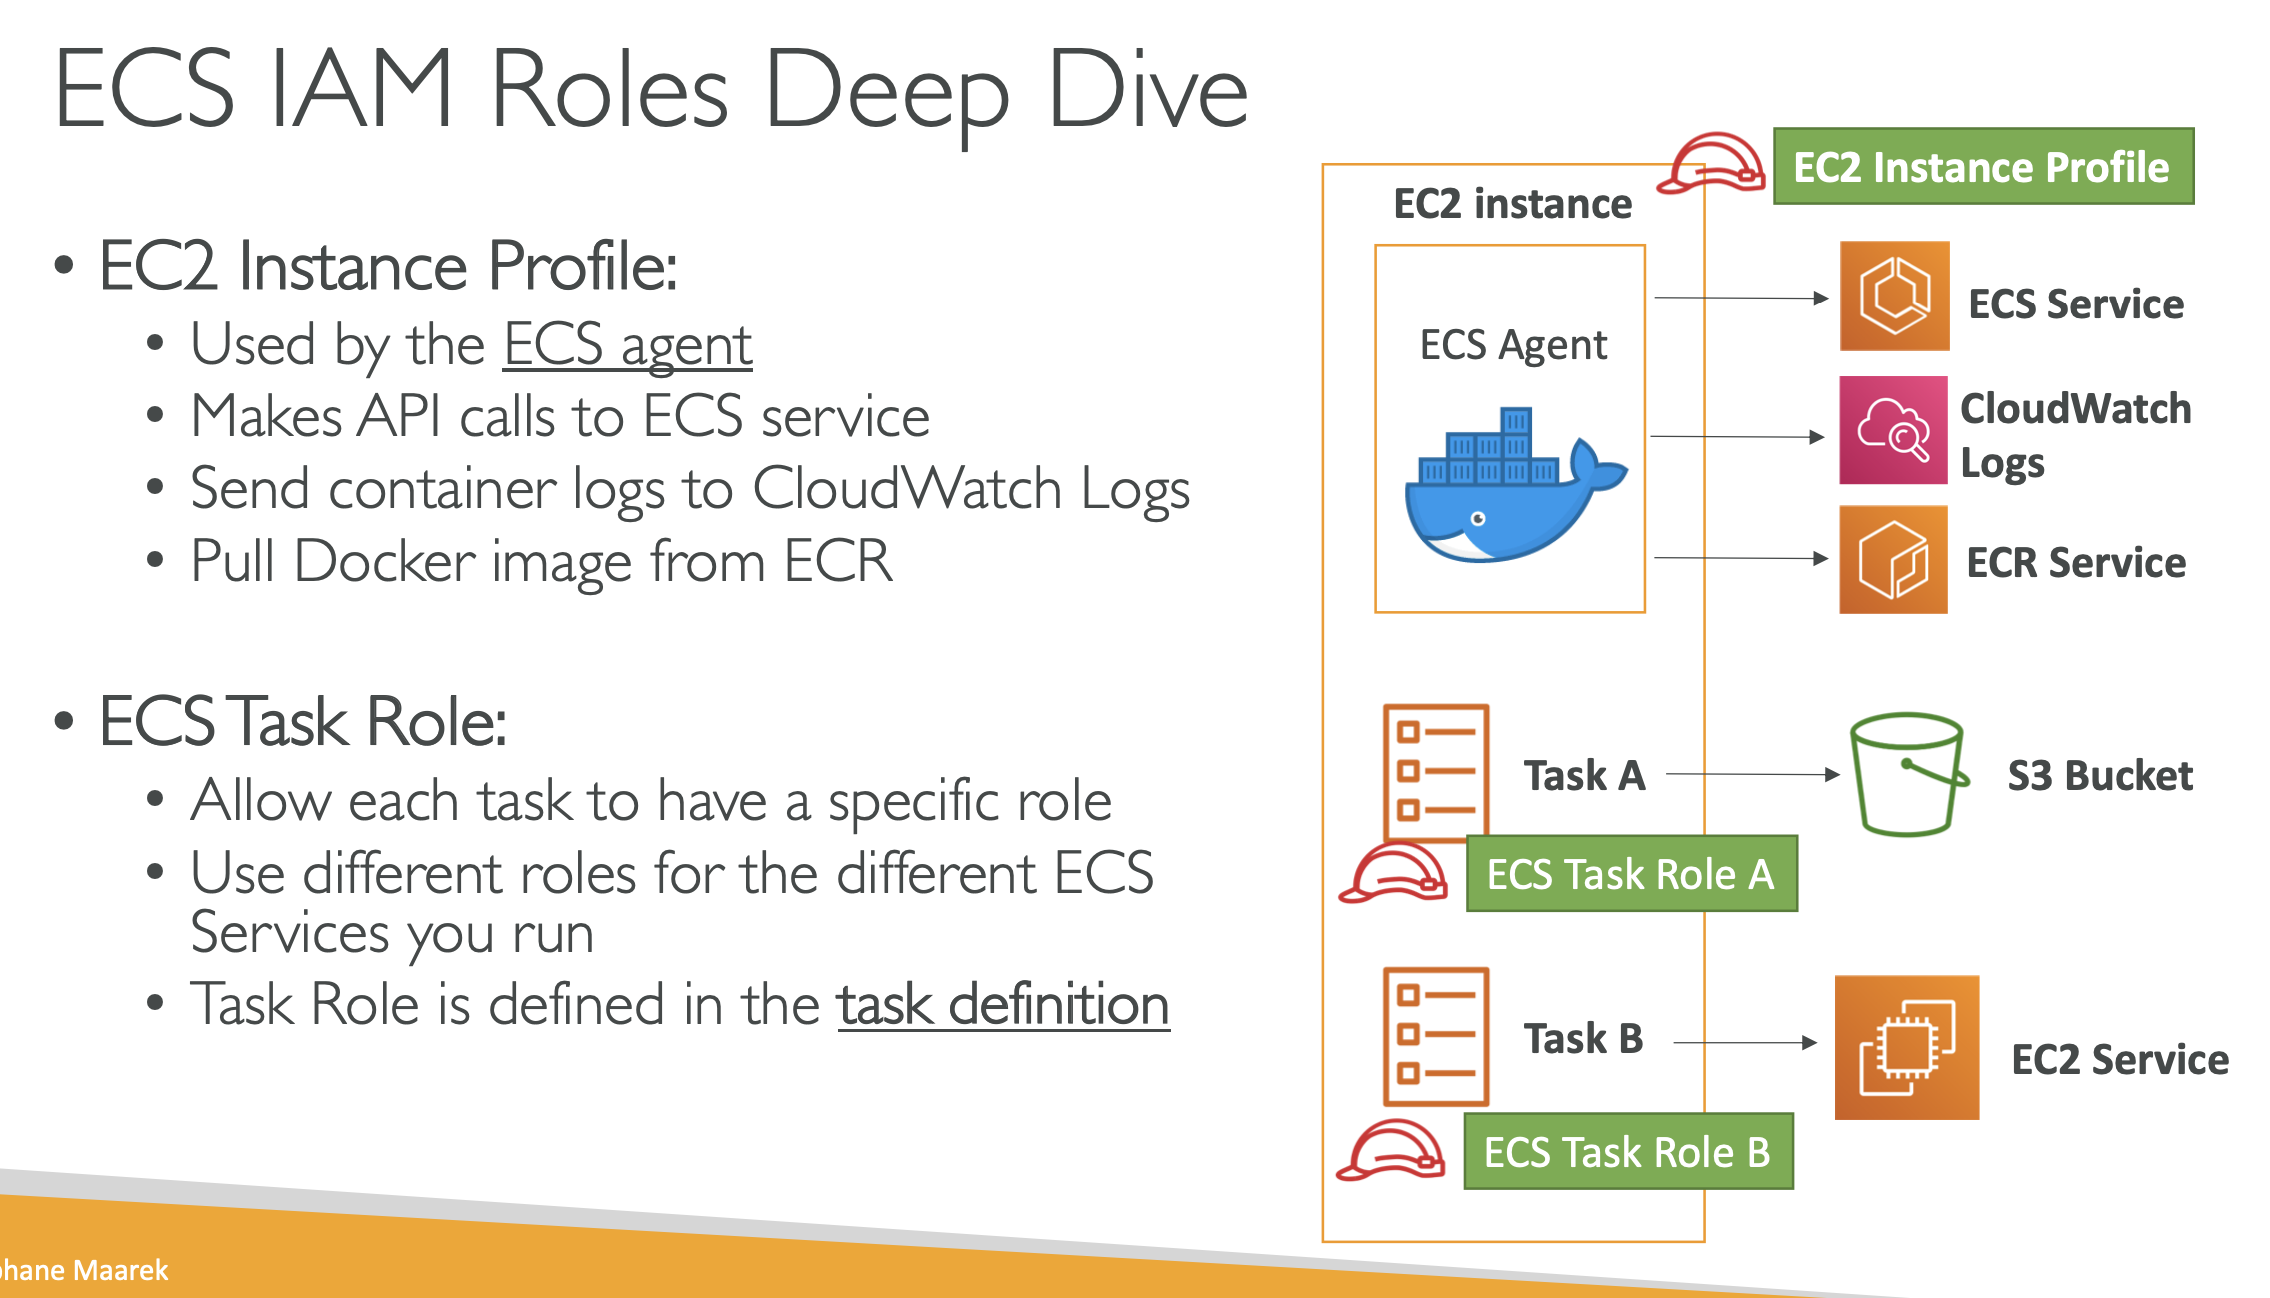 ECS IAM Roles Deep Dive
• EC2 Instance Profile:
• Used by the ECS agent
• Makes API calls to ECS service
• Send container logs to CloudWatch Logs
• Pull Docker image from ECR
• ECS Task Role:
• Allow each task to have a specific role
• Use different roles for the different ECS
Services you run
• Task Role is defined in the task definition
EC2 Instance Profile
EC2 instance
ECS Agent
ECS Service
CloudWatch
Logs
ECR Service
Task A
S3 Bucket
ECS Task Role A
Task B
EC2 Service
ECS Task Role B
phane Maarek